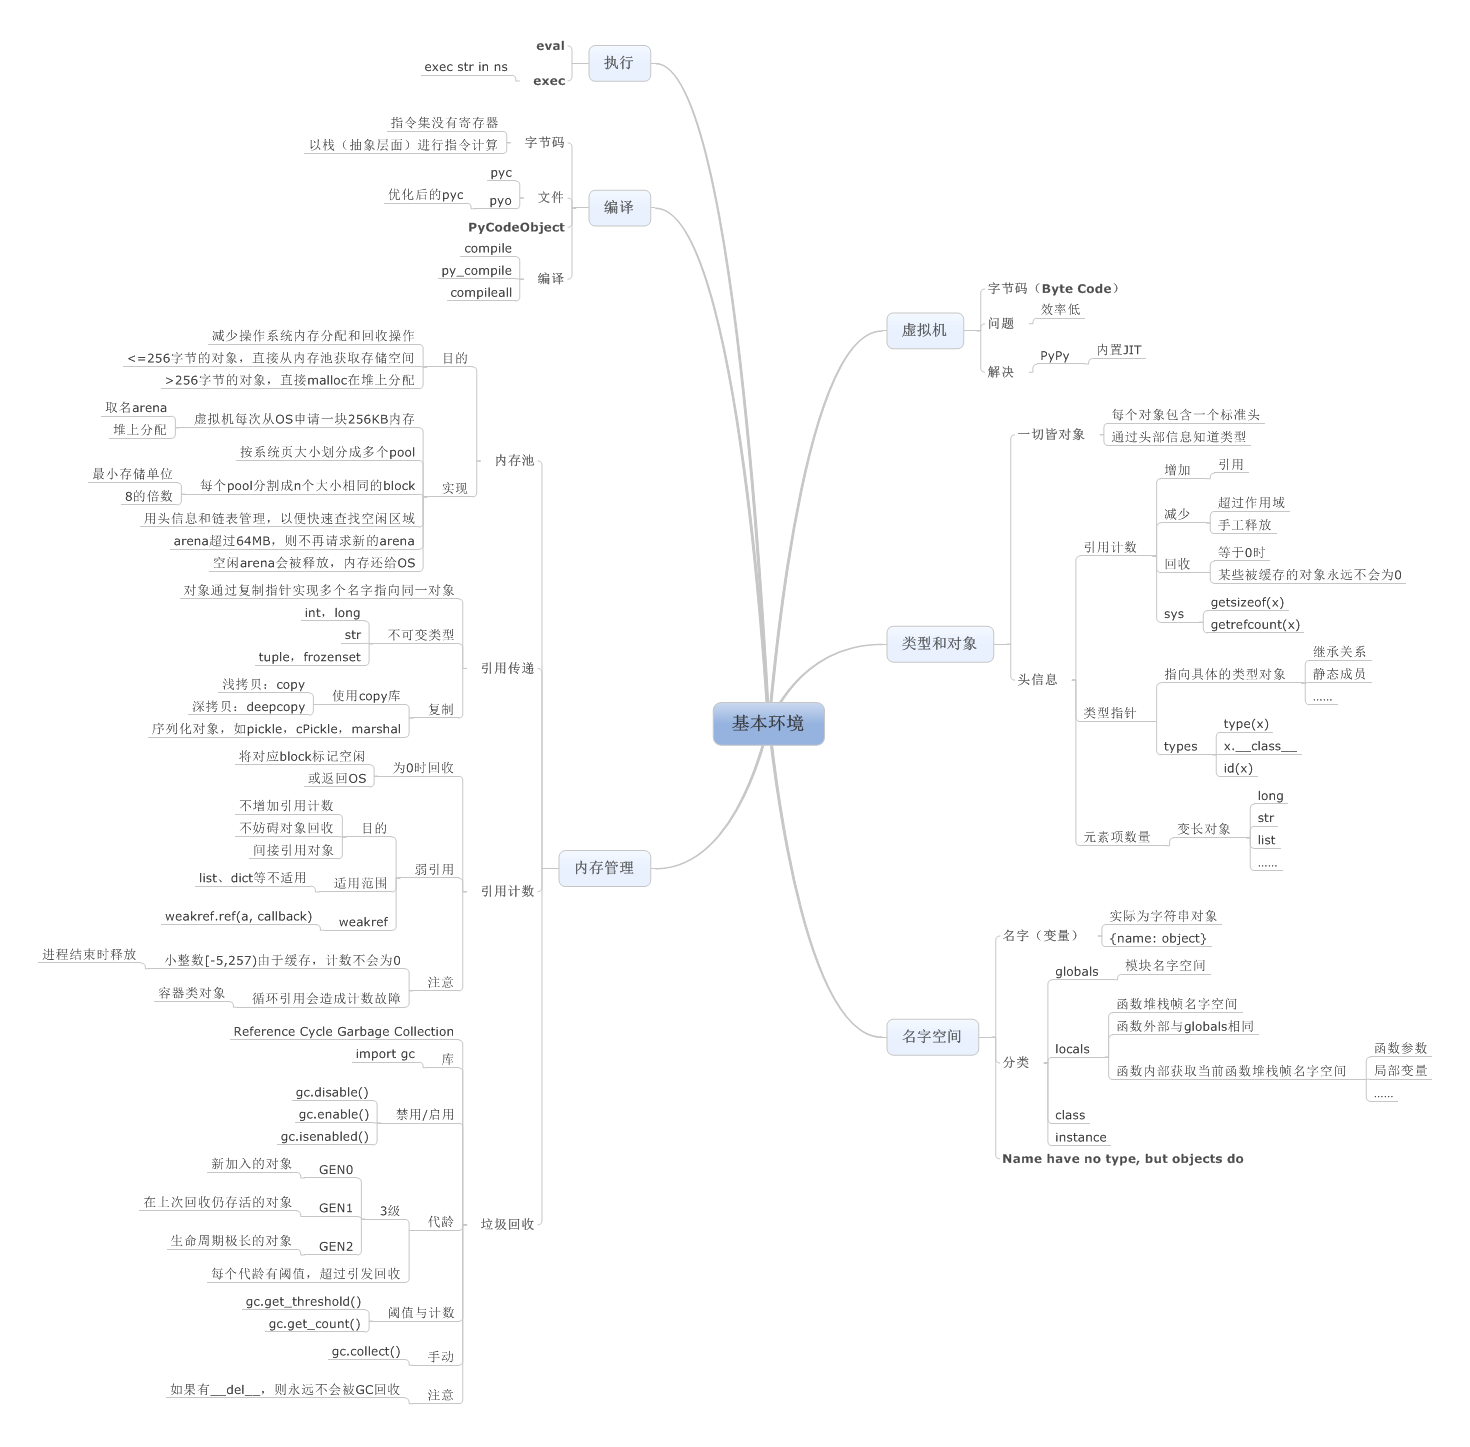 基本环境
执行
eval
exec
exec str in ns
编译
字节码
指令集没有寄存器
以栈（抽象层面）进行指令计算
文件
pyc
pyo
优化后的pyc
PyCodeObject
编译
compile
py_compile
compileall
内存管理
内存池
目的
减少操作系统内存分配和回收操作
<=256字节的对象，直接从内存池获取存储空间
>256字节的对象，直接malloc在堆上分配
实现
虚拟机每次从OS申请一块256KB内存
取名arena
堆上分配
按系统页大小划分成多个pool
每个pool分割成n个大小相同的block
最小存储单位
8的倍数
用头信息和链表管理，以便快速查找空闲区域
arena超过64MB，则不再请求新的arena
空闲arena会被释放，内存还给OS
引用传递
对象通过复制指针实现多个名字指向同一对象
不可变类型
int，long
str
tuple，frozenset
复制
使用copy库
浅拷贝：copy
深拷贝：deepcopy
序列化对象，如pickle，cPickle，marshal
引用计数
为0时回收
将对应block标记空闲
或返回OS
弱引用
目的
不增加引用计数
不妨碍对象回收
间接引用对象
适用范围
list、dict等不适用
weakref
weakref.ref(a, callback)
注意
小整数[-5,257)由于缓存，计数不会为0
进程结束时释放
循环引用会造成计数故障
容器类对象
垃圾回收
Reference Cycle Garbage Collection
库
import gc
禁用/启用
gc.disable()
gc.enable()
gc.isenabled()
代龄
3级
GEN0
新加入的对象
GEN1
在上次回收仍存活的对象
GEN2
生命周期极长的对象
每个代龄有阈值，超过引发回收
阈值与计数
gc.get_threshold()
gc.get_count()
手动
gc.collect()
注意
如果有__del__，则永远不会被GC回收
虚拟机
字节码（Byte Code）
问题
效率低
解决
PyPy
内置JIT
类型和对象
一切皆对象
每个对象包含一个标准头
通过头部信息知道类型
头信息
引用计数
增加
引用
减少
超过作用域
手工释放
回收
等于0时
某些被缓存的对象永远不会为0
sys
getsizeof(x)
getrefcount(x)
类型指针
指向具体的类型对象
继承关系
静态成员
……
types
type(x)
x.__class__
id(x)
元素项数量
变长对象
long
str
list
……
名字空间
名字（变量）
实际为字符串对象
{name: object}
分类
globals
模块名字空间
locals
函数堆栈帧名字空间
函数外部与globals相同
函数内部获取当前函数堆栈帧名字空间
函数参数
局部变量
……
class
instance
Name have no type, but objects do